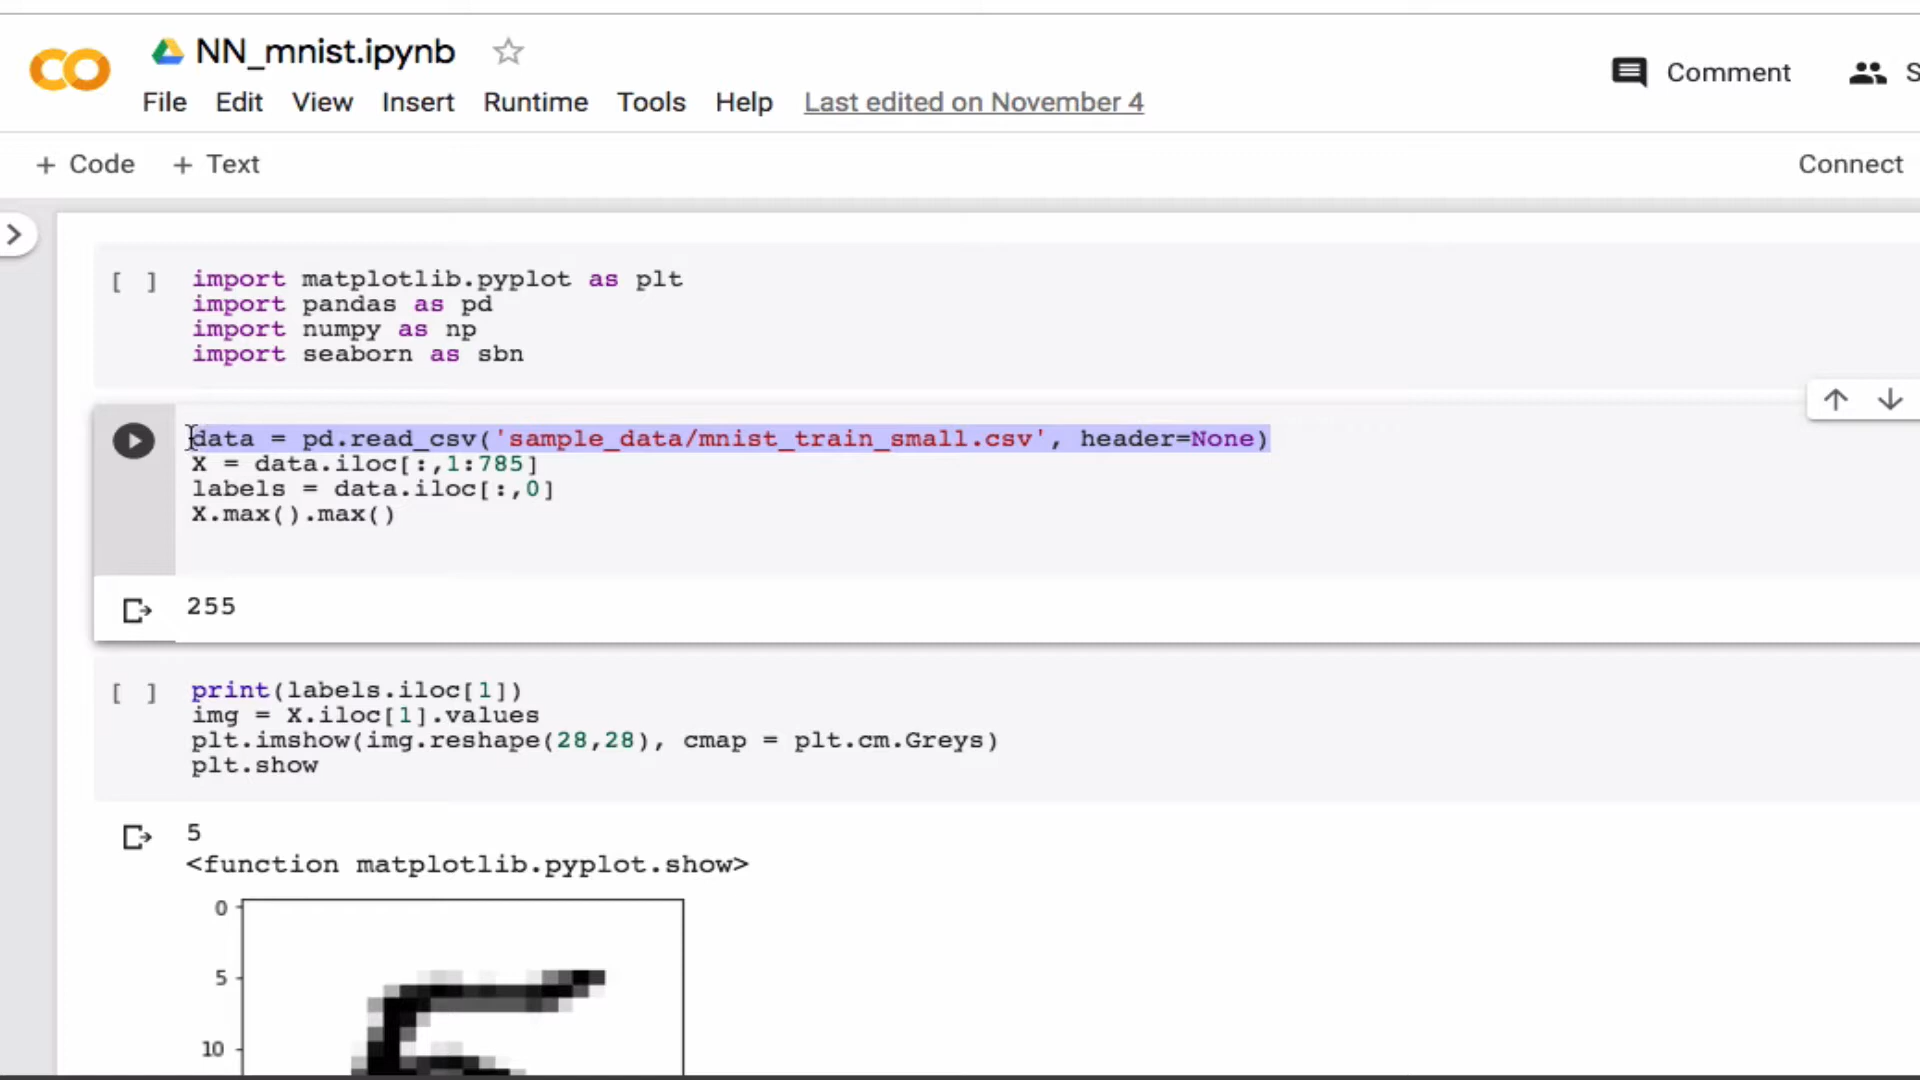 NN_mnist.ipynb
File Edit View Insert Runtime Tools Help Last edited on November 4
Comment
+ Code + Text
Connect
[ ] import matplotlib.pyplot as plt
import pandas as pd
import numpy as np
import seaborn as sbn
data = pd.read_csv('sample_data/mnist_train_small.csv', header=None)
X = data.iloc[:,1:785]
labels = data.iloc[:,0]
X.max().max()
255
[ ] print(labels.iloc[1])
img = X.iloc[1].values
plt.imshow(img.reshape(28,28), cmap = plt.cm.Greys)
plt.show
5
<function matplotlib.pyplot.show>
0
5
10